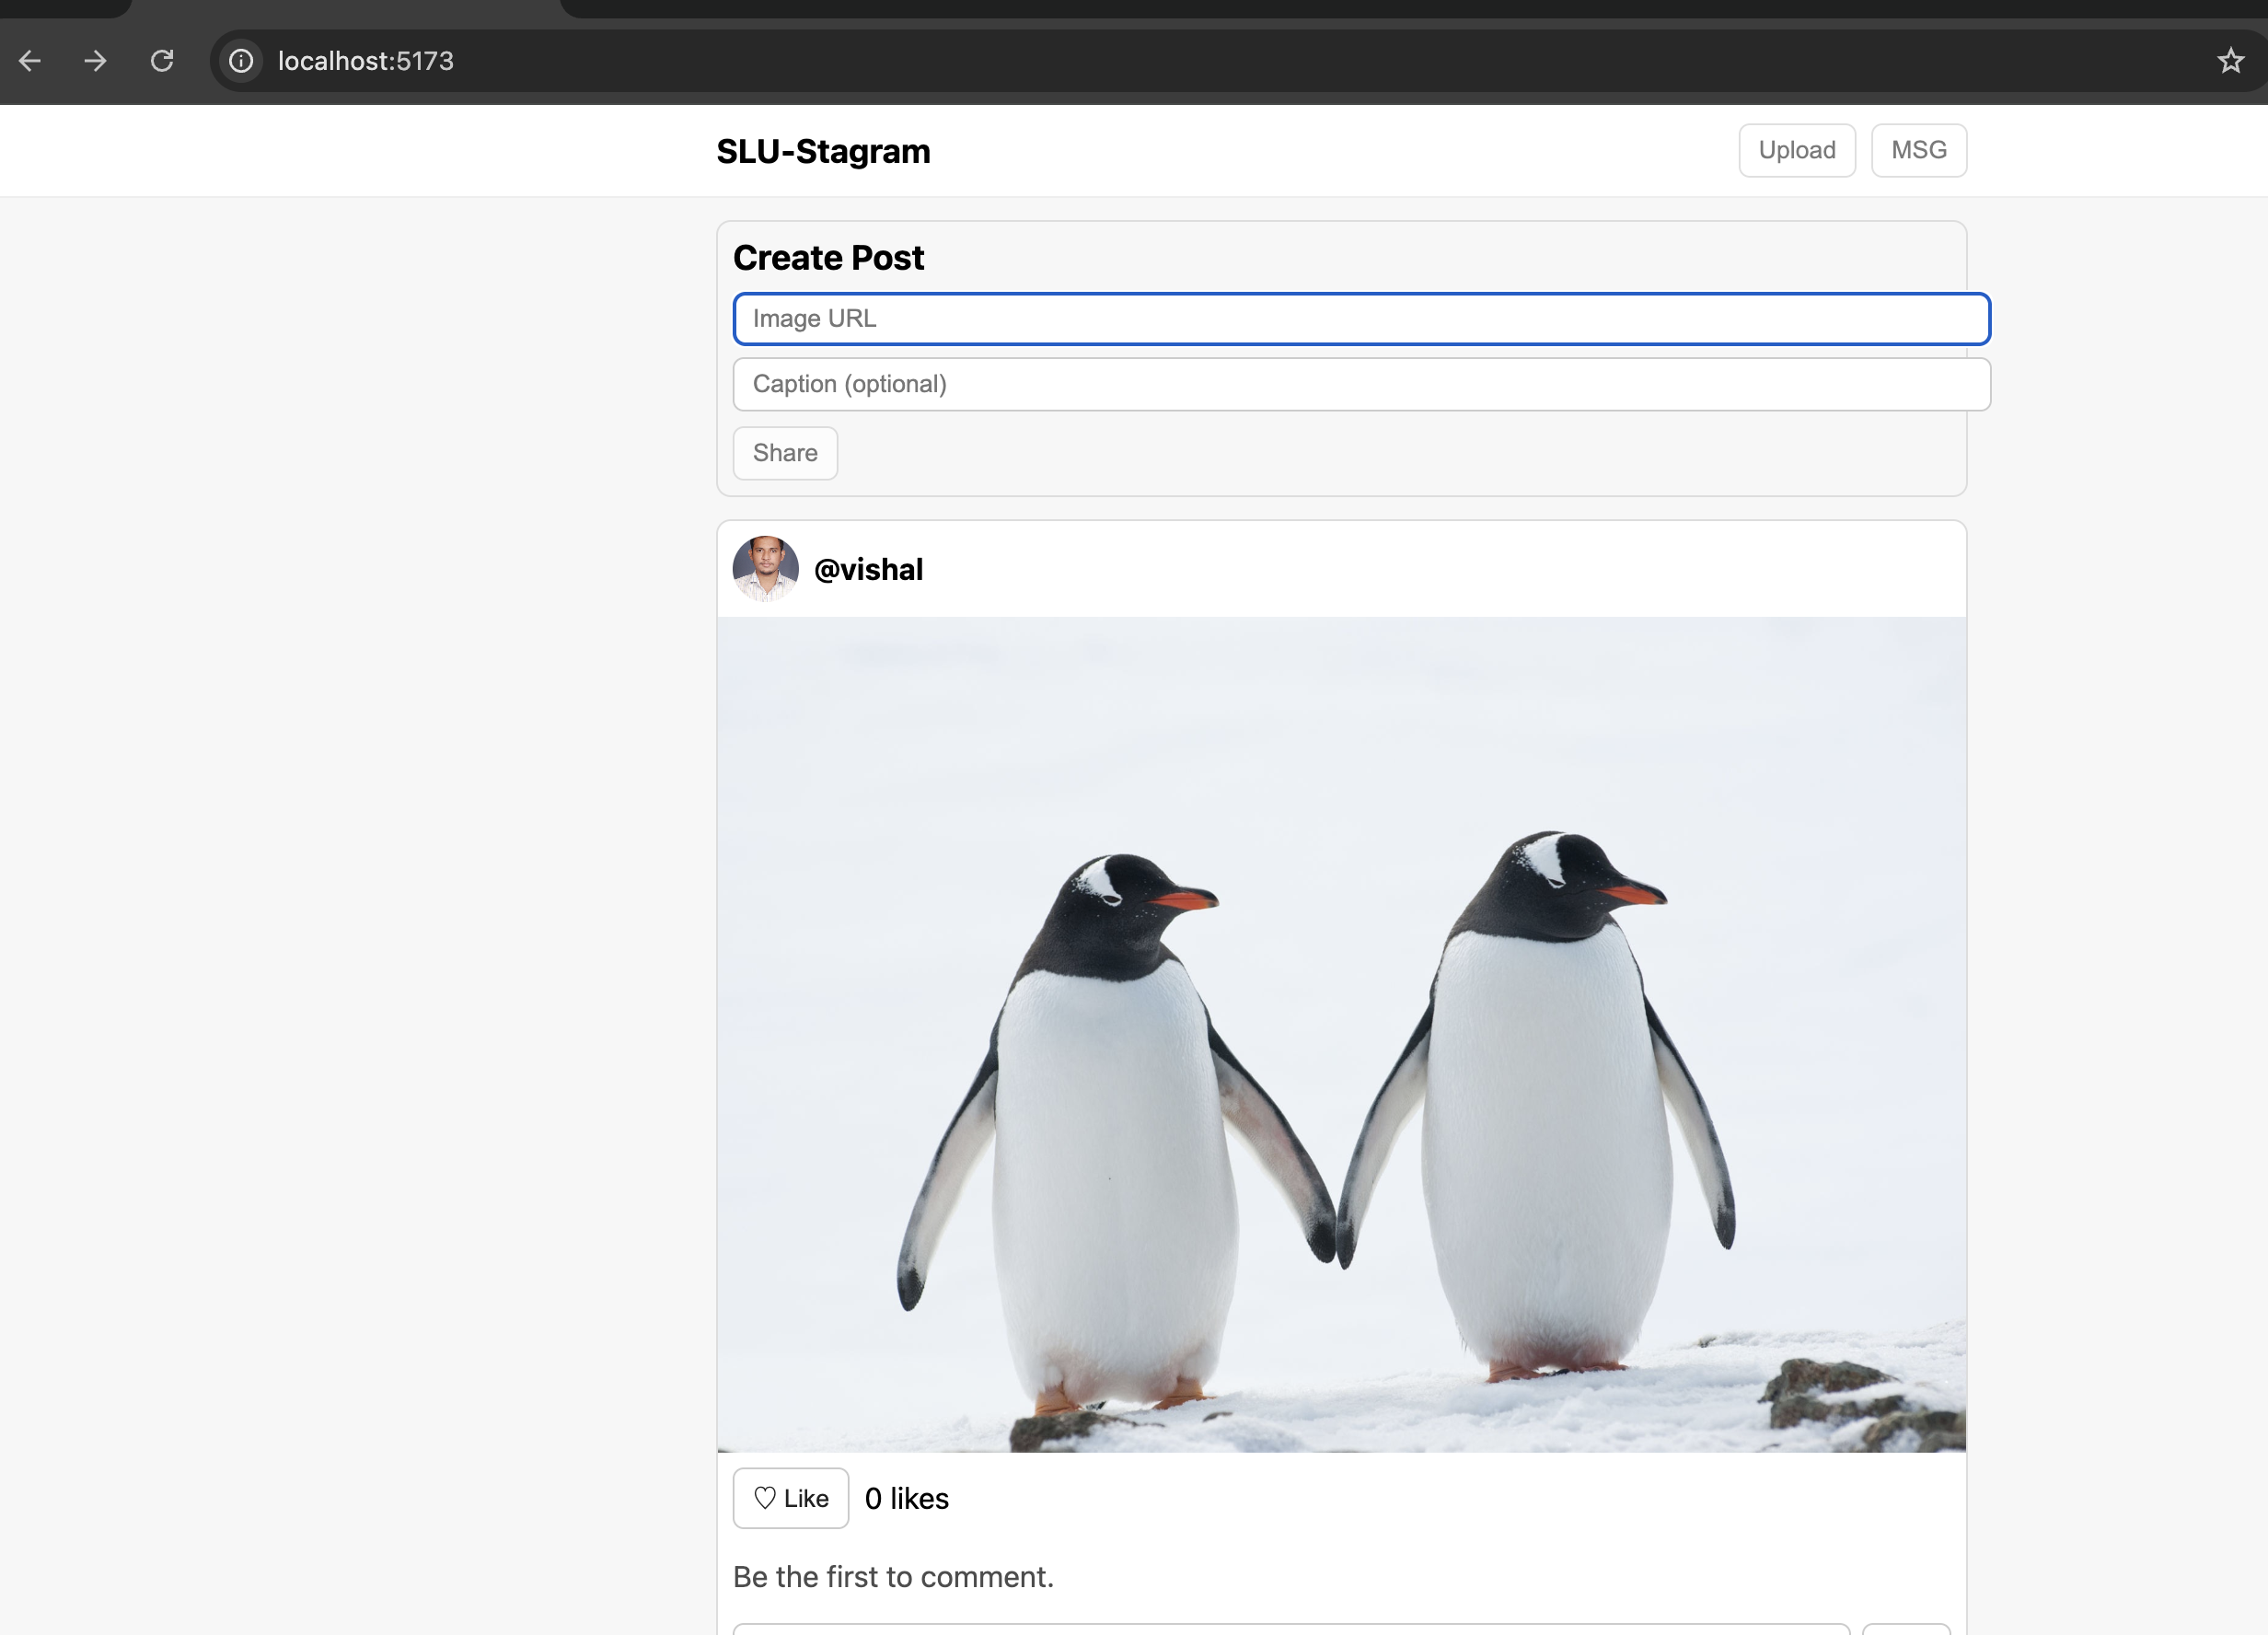 localhost:5173
SLU-Stagram
Upload MSG
Create Post
Image URL
Caption (optional)
Share
@vishal
♡ Like 0 likes
Be the first to comment.